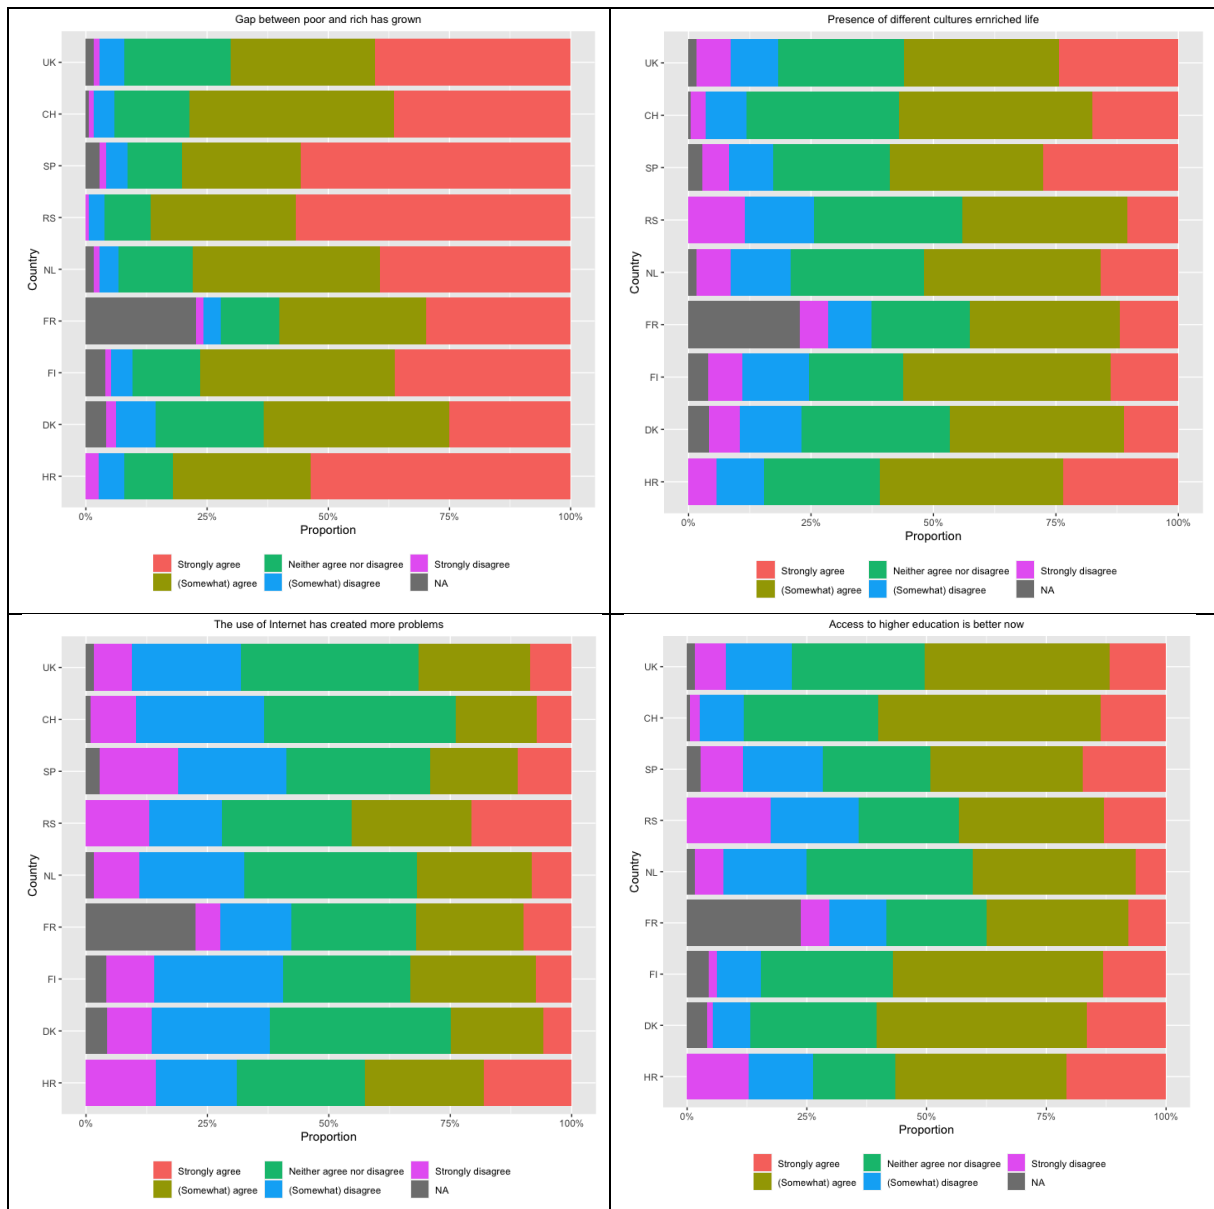 Gap between poor and rich has grown
Country
UK
CH
SP
RS
NL
FR
FI
DK
HR
0% 25% 50% 75% 100%
Proportion
Strongly agree Neither agree nor disagree Strongly disagree
(Somewhat) agree (Somewhat) disagree NA
Presence of different cultures ernriched life
Country
UK
CH
SP
RS
NL
FR
FI
DK
HR
0% 25% 50% 75% 100%
Proportion
Strongly agree Neither agree nor disagree Strongly disagree
(Somewhat) agree (Somewhat) disagree NA
The use of Internet has created more problems
Country
UK
CH
SP
RS
NL
FR
FI
DK
HR
0% 25% 50% 75% 100%
Proportion
Strongly agree Neither agree nor disagree Strongly disagree
(Somewhat) agree (Somewhat) disagree NA
Access to higher education is better now
Country
UK
CH
SP
RS
NL
FR
FI
DK
HR
0% 25% 50% 75% 100%
Proportion
Strongly agree Neither agree nor disagree Strongly disagree
(Somewhat) agree (Somewhat) disagree NA